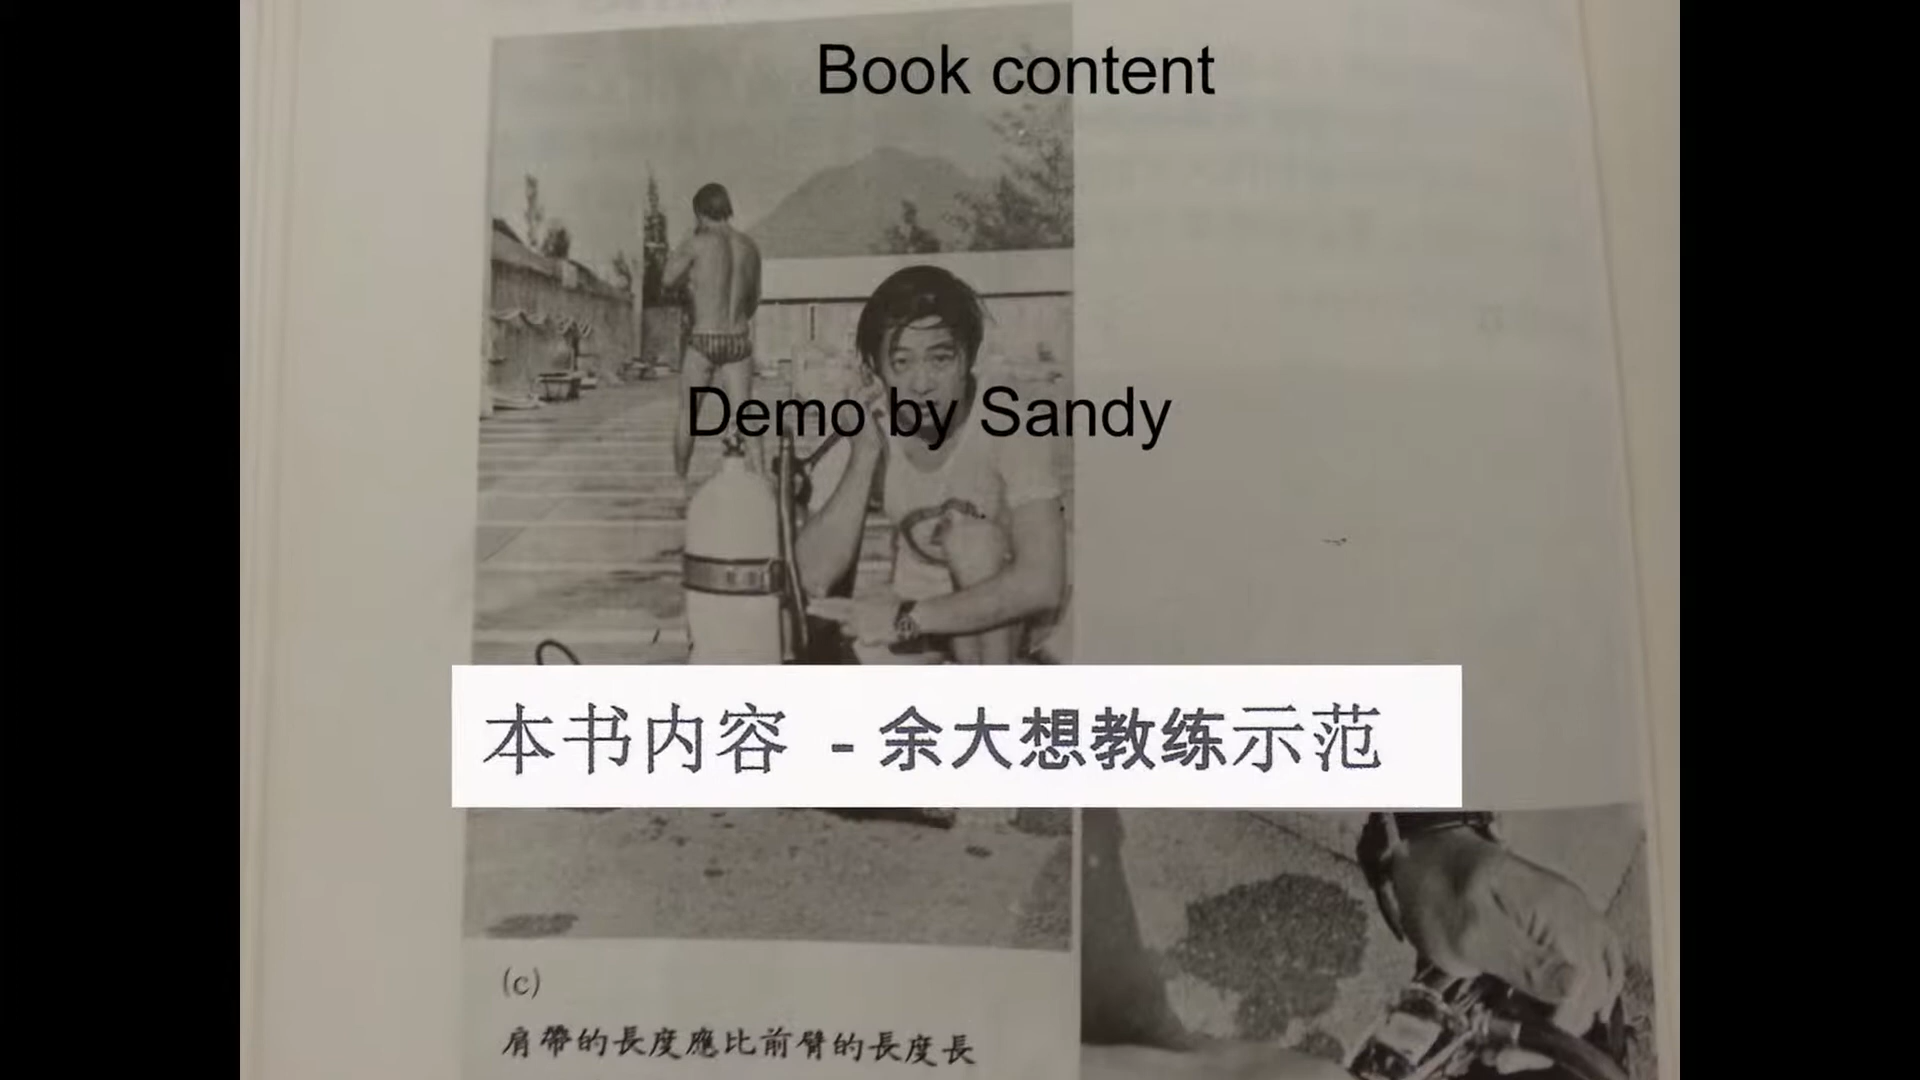 Book content
Demo by Sandy
本书内容 - 余大想教练示范
(c)
肩帶的長度應比前臂的長度長